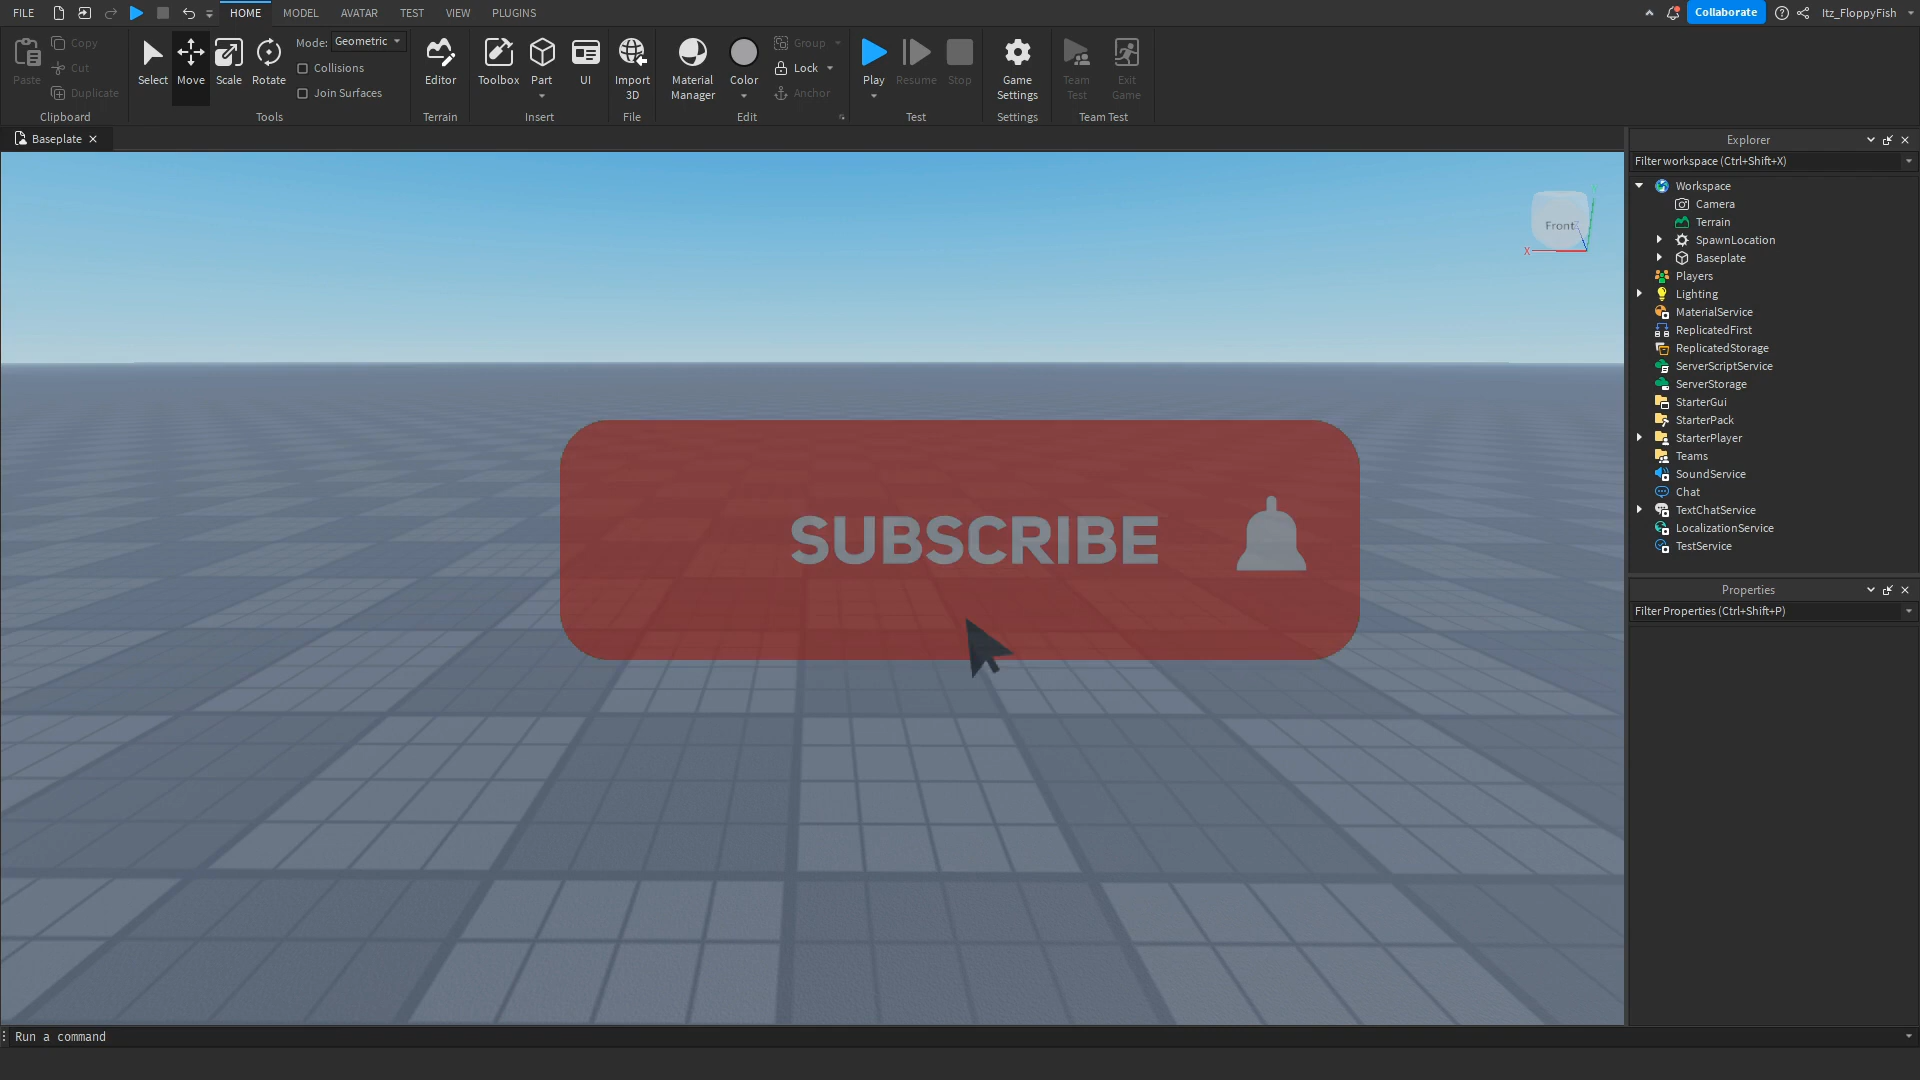 FILE HOME MODEL AVATAR TEST VIEW PLUGINS Collaborate Itz_FloppyFish
Paste Copy Cut Duplicate Clipboard
Select Move Scale Rotate Mode: Geometric Collisions Join Surfaces Tools
Editor Terrain
Toolbox Part UI Insert
Import 3D File
Material Manager Color Group Lock Anchor Edit
Play Resume Stop Test
Game Settings Settings
Team Test Exit Game Team Test
Baseplate
Front
X
SUBSCRIBE
Explorer
Filter workspace (Ctrl+Shift+X)
Workspace
Camera
Terrain
SpawnLocation
Baseplate
Players
Lighting
MaterialService
ReplicatedFirst
ReplicatedStorage
ServerScriptService
ServerStorage
StarterGui
StarterPack
StarterPlayer
Teams
SoundService
Chat
TextChatService
LocalizationService
TestService
Properties
Filter Properties (Ctrl+Shift+P)
Run a command